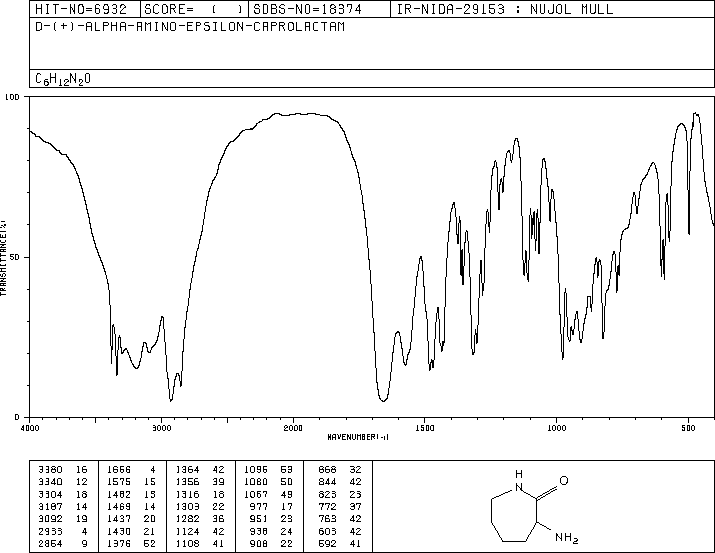 HIT-NO=6932 SCORE= ( ) SDBS-NO=18374 IR-NIDA-29153 : NUJOL MULL
D-(+)-ALPHA-AMINO-EPSILON-CAPROLACTAM
C6H12N2O
100
50
0
TRANSMITTANCE(%)
4000 3000 2000 1500 1000 500
WAVENUMBER(-1)
3380 16 1656 4 1364 42 1096 53 868 32
3340 12 1575 15 1356 39 1080 50 844 42
3304 18 1482 15 1316 18 1067 49 823 23
3187 14 1469 14 1303 22 977 17 772 37
3092 19 1437 20 1282 36 951 23 763 42
2933 4 1430 21 1124 42 938 24 603 42
2854 9 1376 52 1108 41 908 22 592 41
H
N
O
NH2